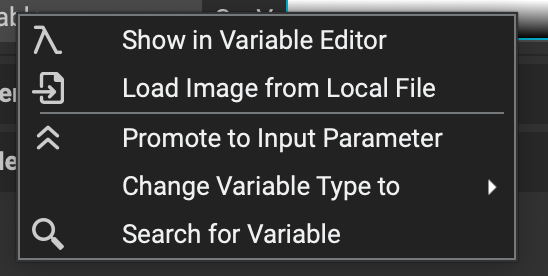 Show in Variable Editor
Load Image from Local File
Promote to Input Parameter
Change Variable Type to
Search for Variable